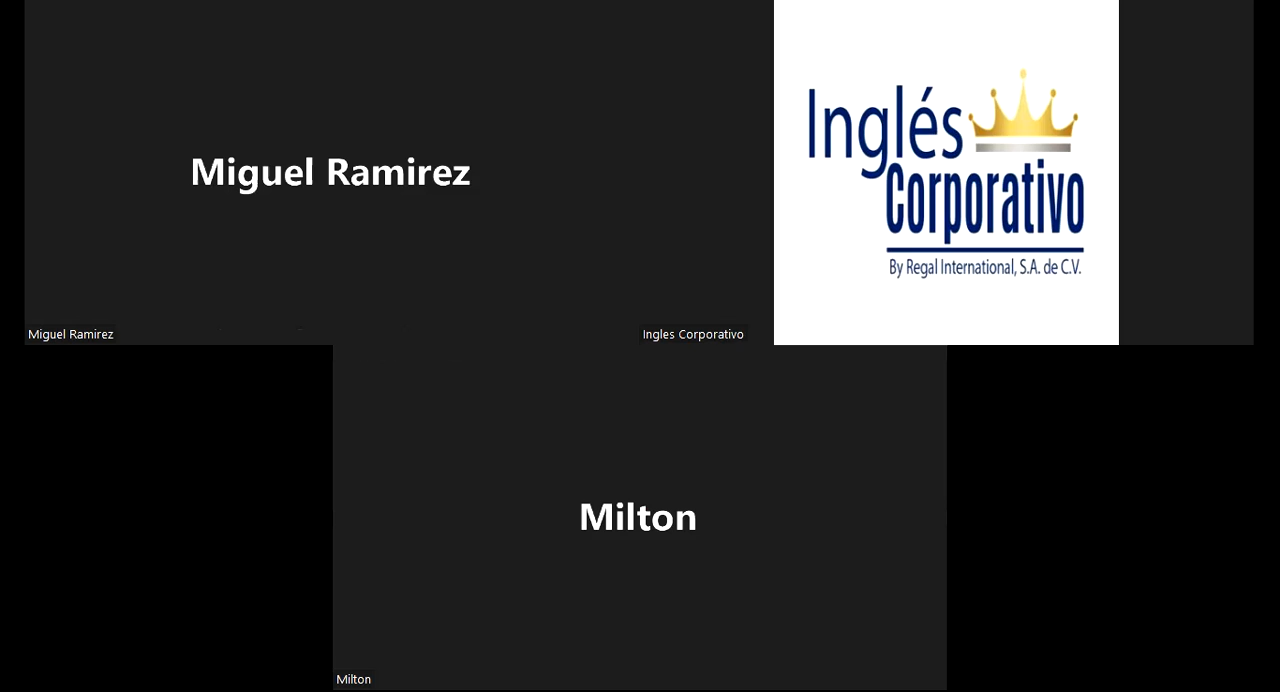 Miguel Ramirez
Inglés
Corporativo
By Regal International, S.A. de C.V.
Miguel Ramirez
Ingles Corporativo
Milton
Milton